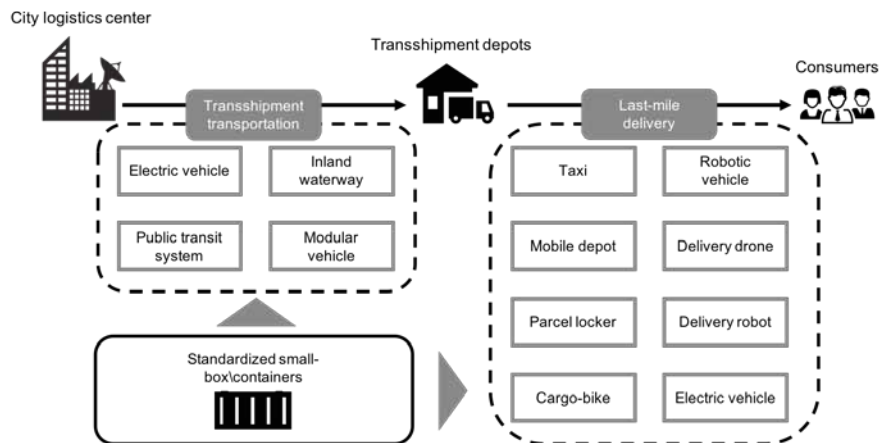 City logistics center
Transshipment depots
Consumers
Transshipment
transportation
Last-mile
delivery
Electric vehicle
Inland
waterway
Public transit
system
Modular
vehicle
Taxi
Robotic
vehicle
Mobile depot
Delivery drone
Parcel locker
Delivery robot
Cargo-bike
Electric vehicle
Standardized small-
box\containers